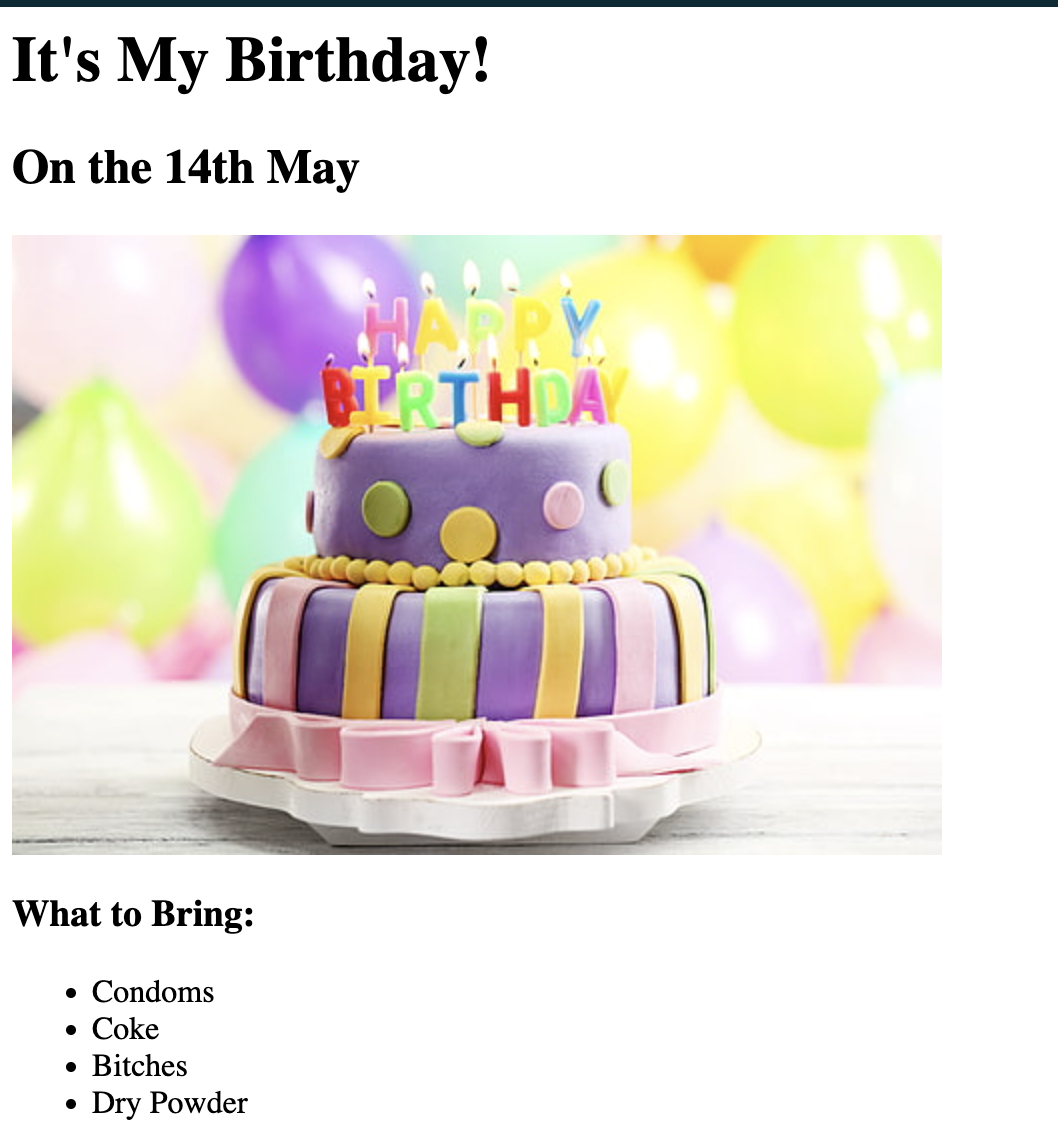 It's My Birthday!
On the 14th May
HAPPY
BIRTHDAY
What to Bring:
Condoms
Coke
Bitches
Dry Powder